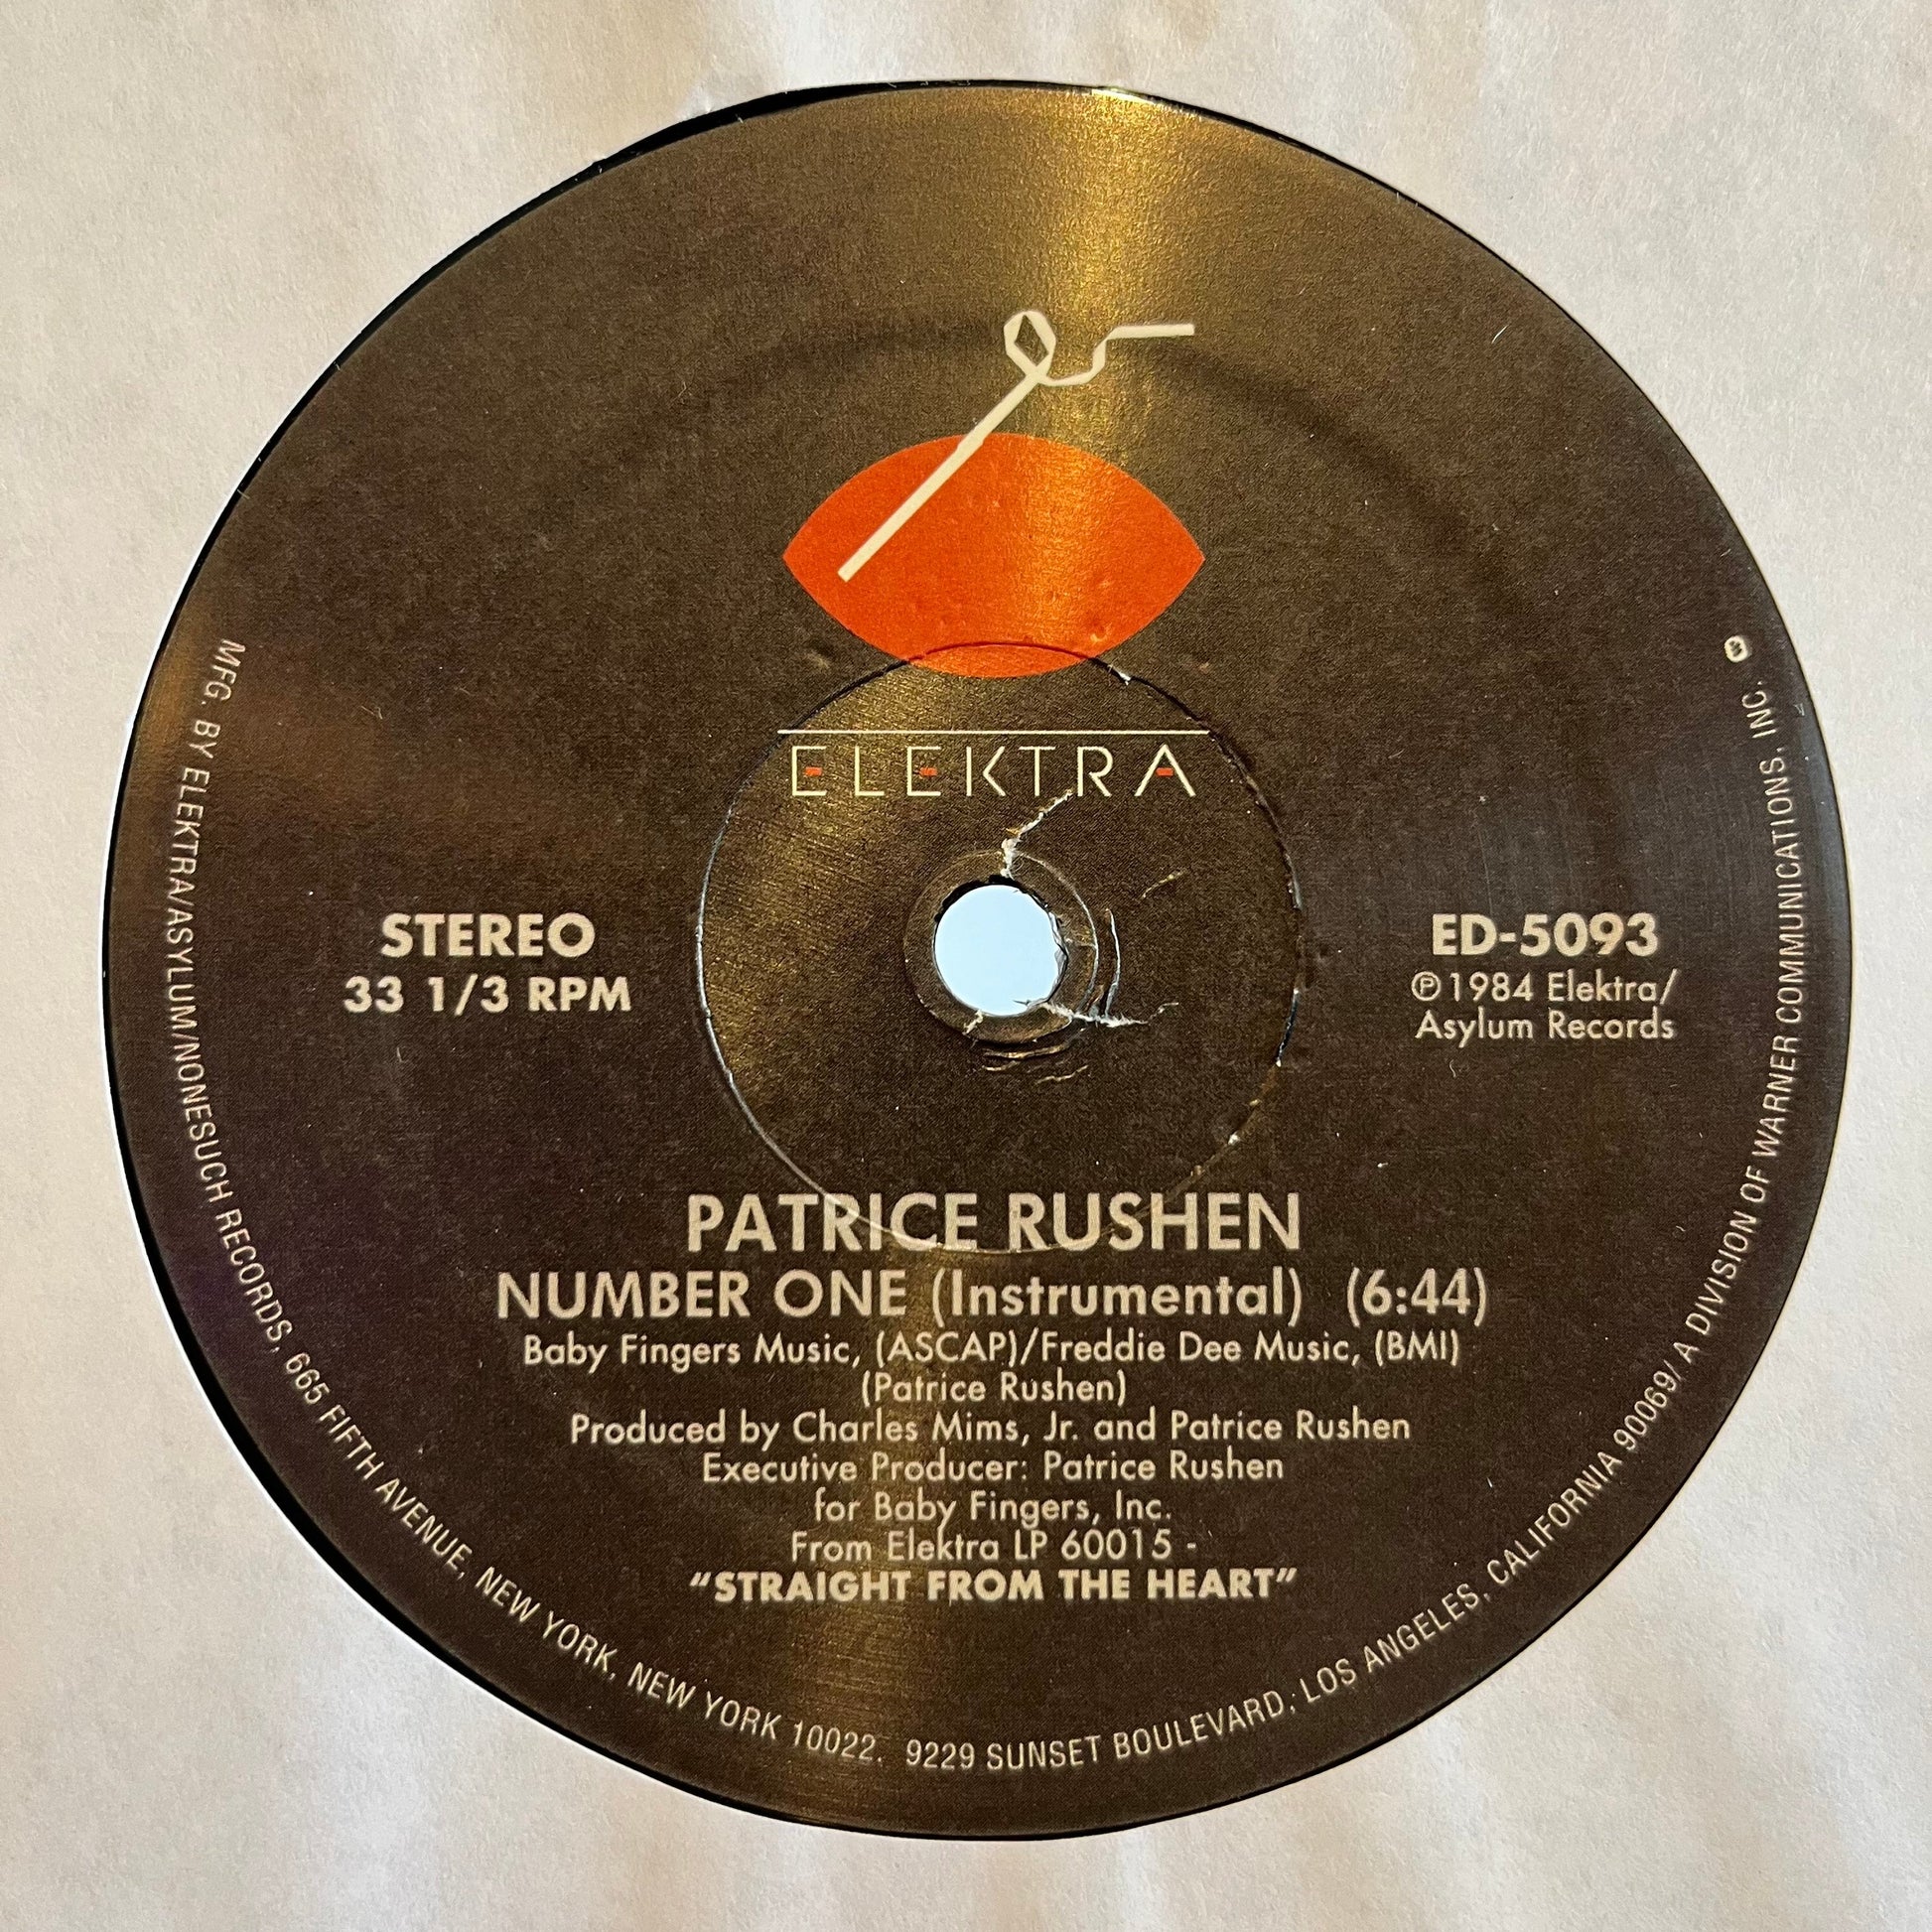 ELEKTRA
STEREO
33 1/3 RPM
ED-5093
℗1984 Elektra/
Asylum Records
PATRICE RUSHEN
NUMBER ONE (Instrumental) (6:44)
Baby Fingers Music, (ASCAP)/Freddie Dee Music, (BMI)
(Patrice Rushen)
Produced by Charles Mims, Jr. and Patrice Rushen
Executive Producer: Patrice Rushen
for Baby Fingers, Inc.
From Elektra LP 60015 -
“STRAIGHT FROM THE HEART”
MFG. BY ELEKTRA/ASYLUM/NONESUCH RECORDS, 665 FIFTH AVENUE, NEW YORK, NEW YORK 10022. 9229 SUNSET BOULEVARD, LOS ANGELES, CALIFORNIA 90069/ A DIVISION OF WARNER COMMUNICATIONS, INC.